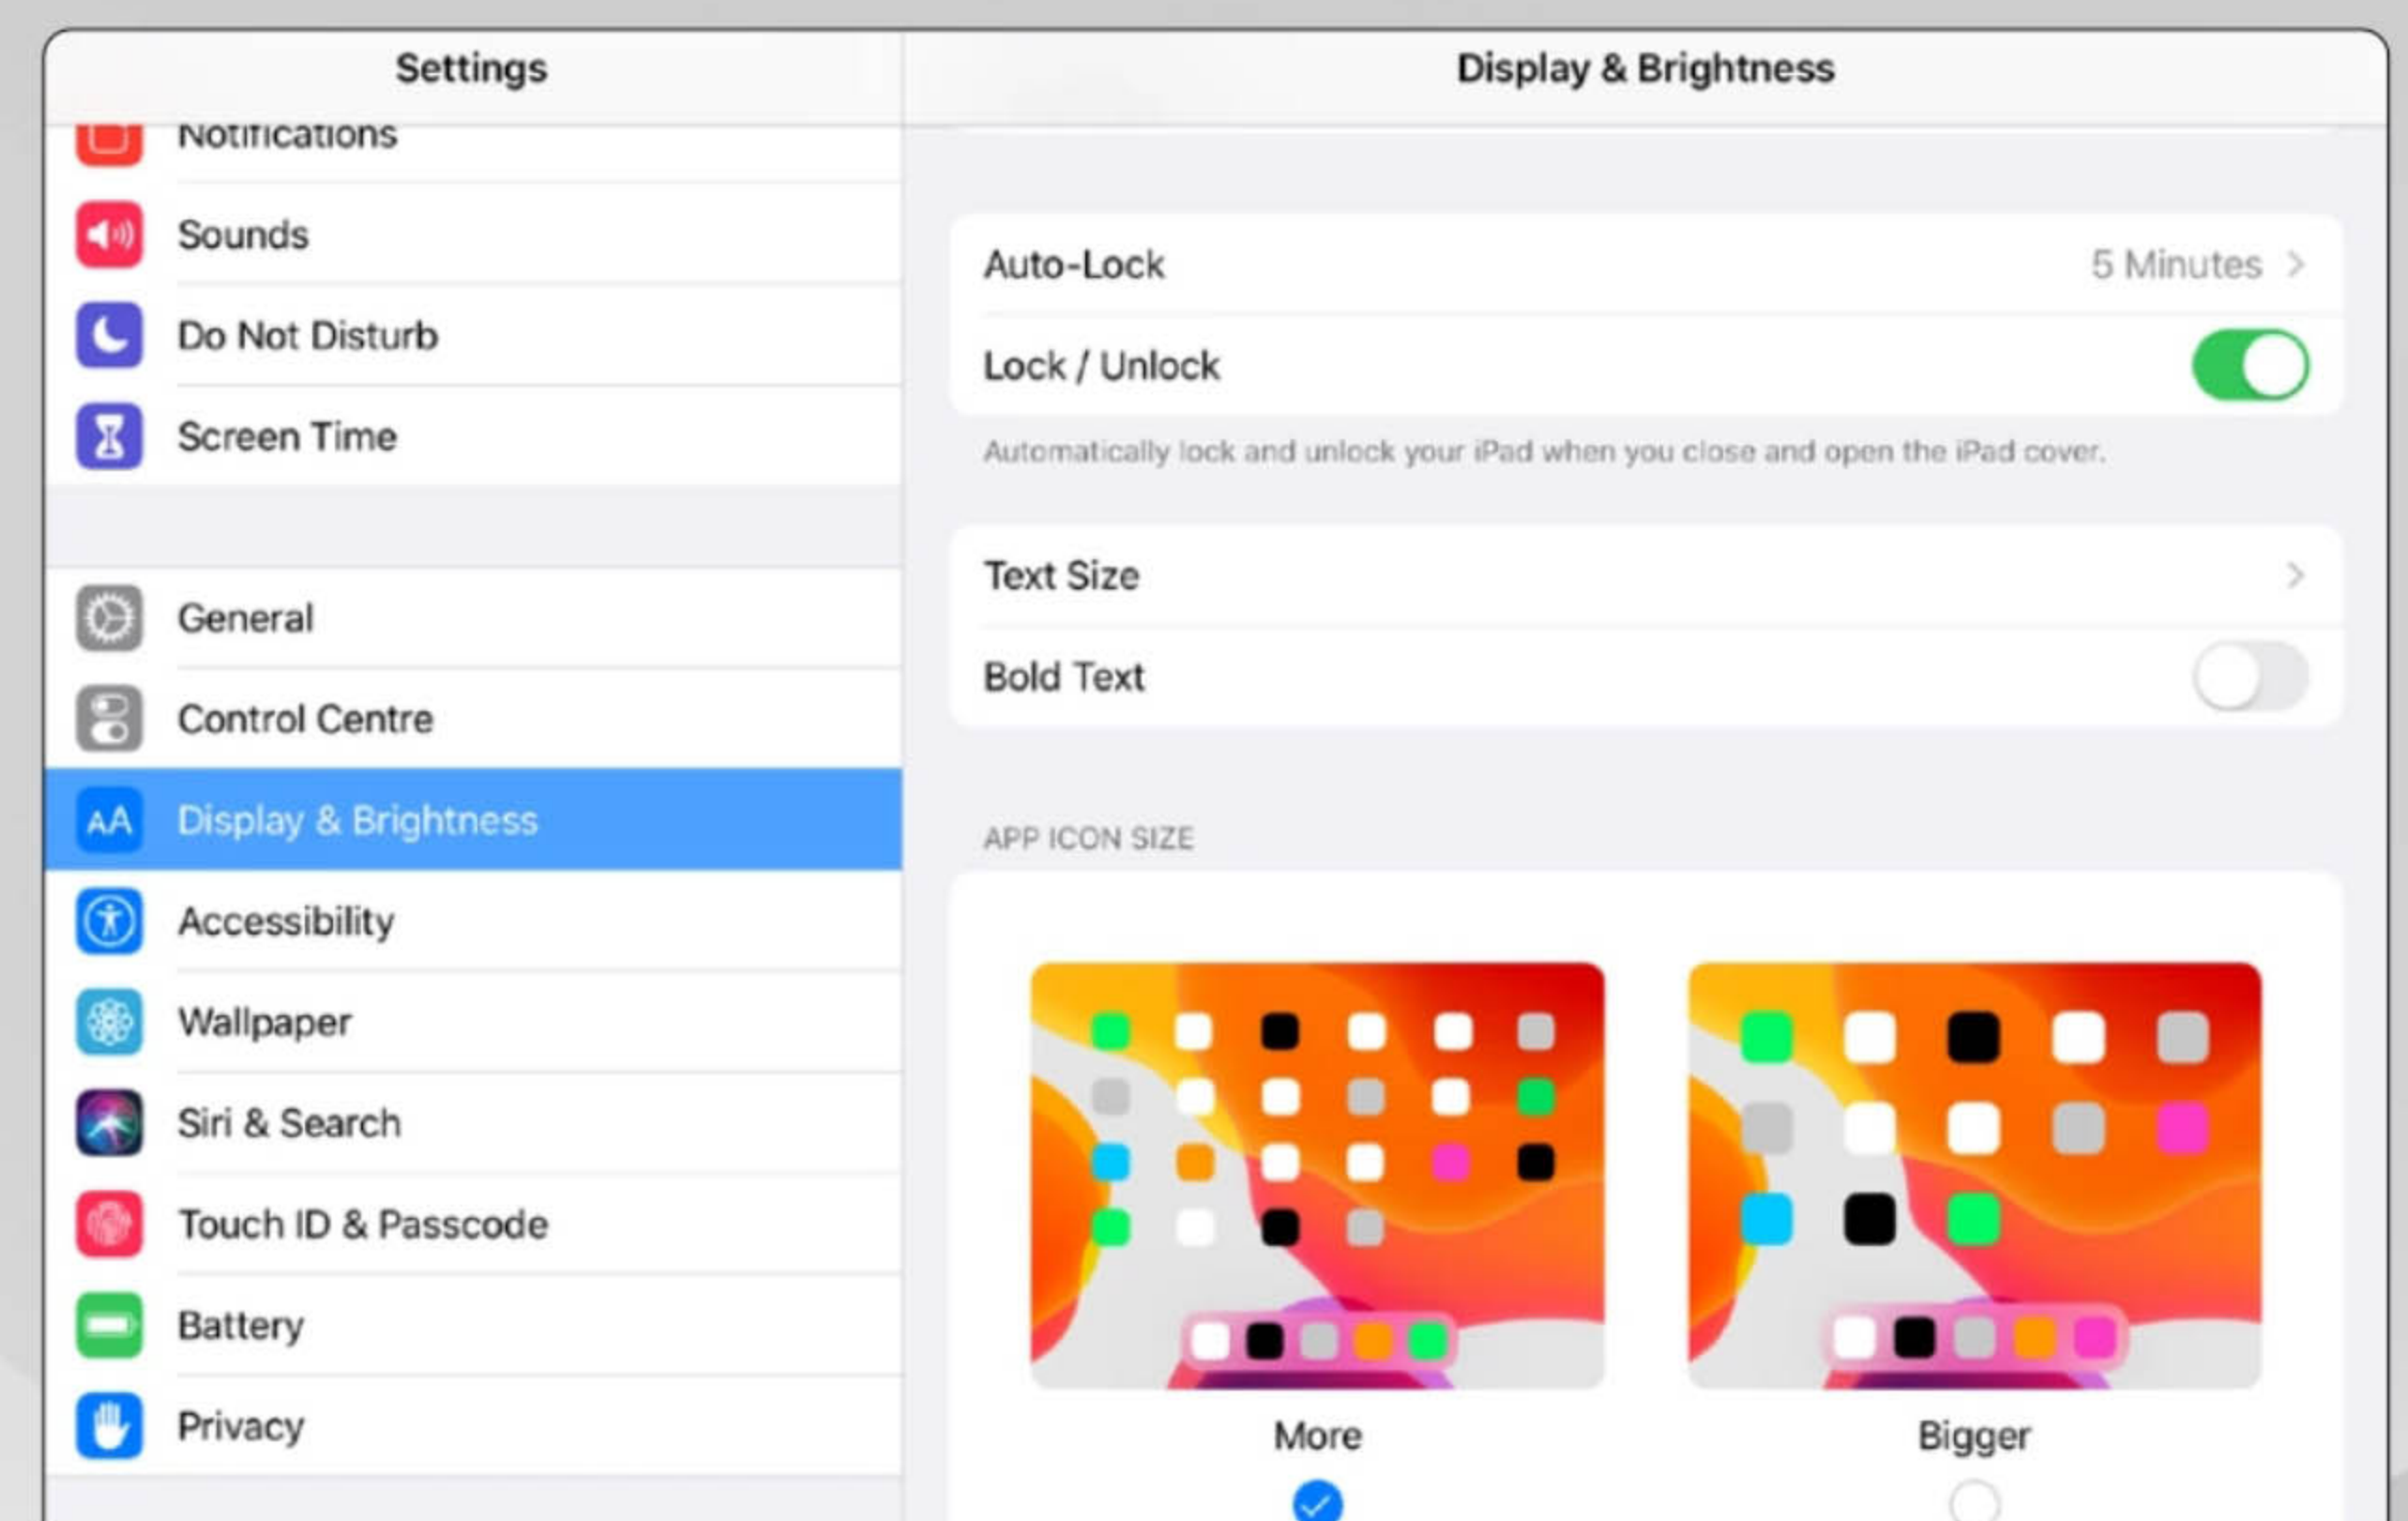 Settings
Notifications
Sounds
Do Not Disturb
Screen Time
General
Control Centre
AA Display & Brightness
Accessibility
Wallpaper
Siri & Search
Touch ID & Passcode
Battery
Privacy
Display & Brightness
Auto-Lock 5 Minutes
Lock / Unlock
Automatically lock and unlock your iPad when you close and open the iPad cover.
Text Size
Bold Text
APP ICON SIZE
More Bigger